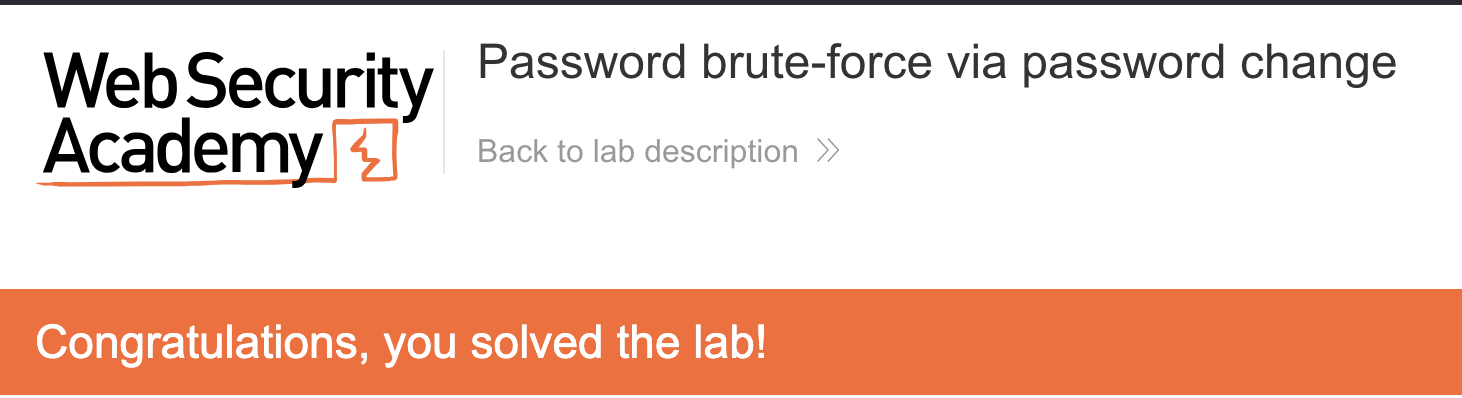 Web Security
Academy
Password brute-force via password change
Back to lab description
Congratulations, you solved the lab!